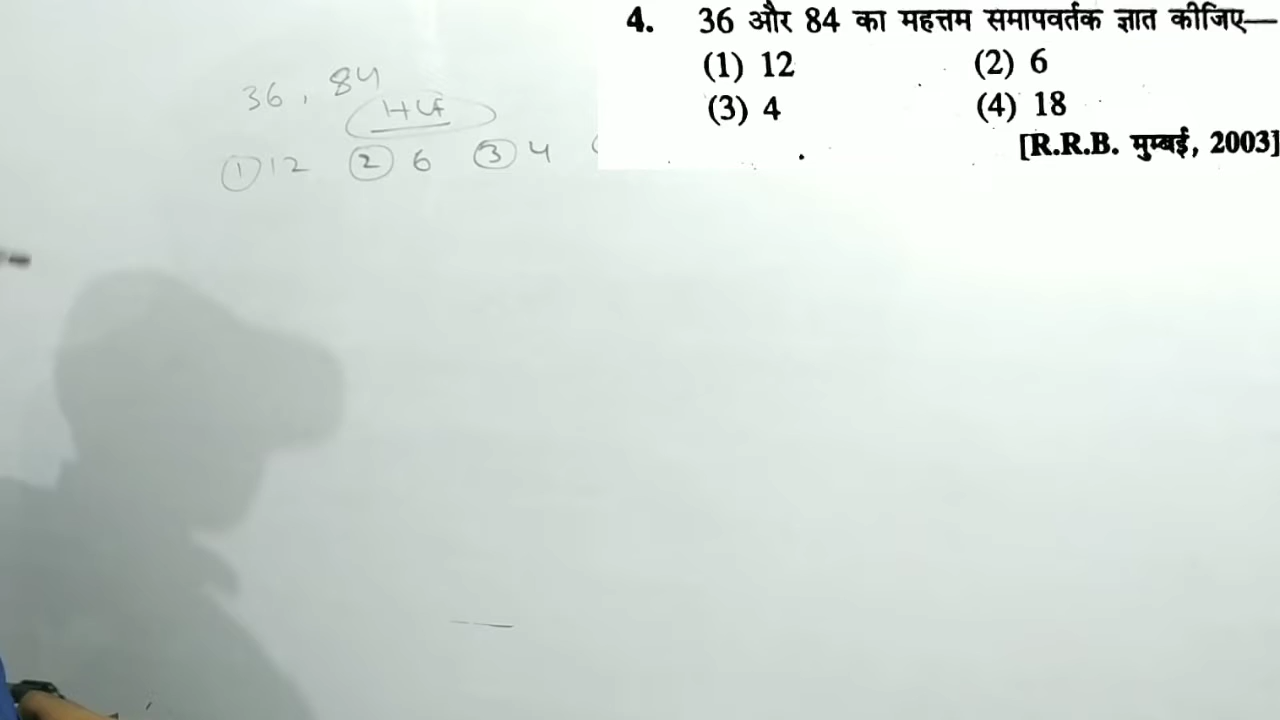 4. 36 और 84 का महत्तम समापवर्तक ज्ञात कीजिए—
(1) 12 (2) 6
(3) 4 (4) 18
[R.R.B. मुम्बई, 2003]
36, 84
HCF
① 12 ② 6 ③ 4